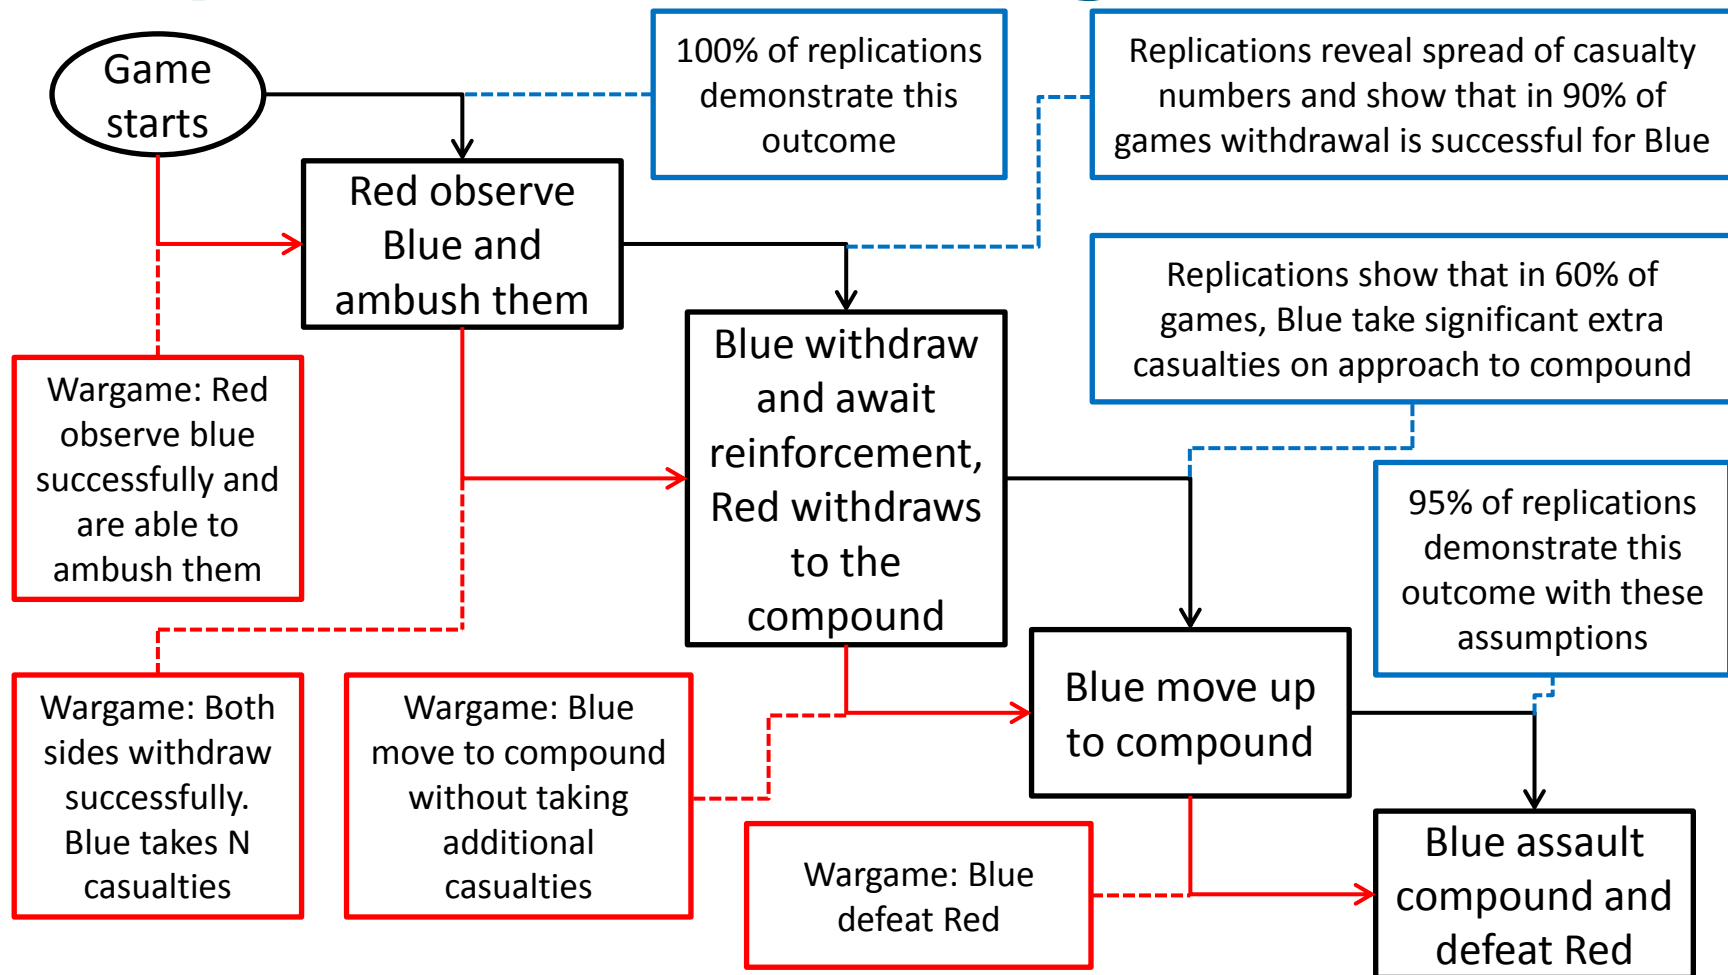 Game
starts
100% of replications
demonstrate this
outcome
Replications reveal spread of casualty
numbers and show that in 90% of
games withdrawal is successful for Blue
Red observe
Blue and
ambush them
Replications show that in 60% of
games, Blue take significant extra
casualties on approach to compound
Wargame: Red
observe blue
successfully and
are able to
ambush them
Blue withdraw
and await
reinforcement,
Red withdraws
to the
compound
95% of replications
demonstrate this
outcome with these
assumptions
Wargame: Both
sides withdraw
successfully.
Blue takes N
casualties
Wargame: Blue
move to compound
without taking
additional
casualties
Blue move up
to compound
Wargame: Blue
defeat Red
Blue assault
compound and
defeat Red